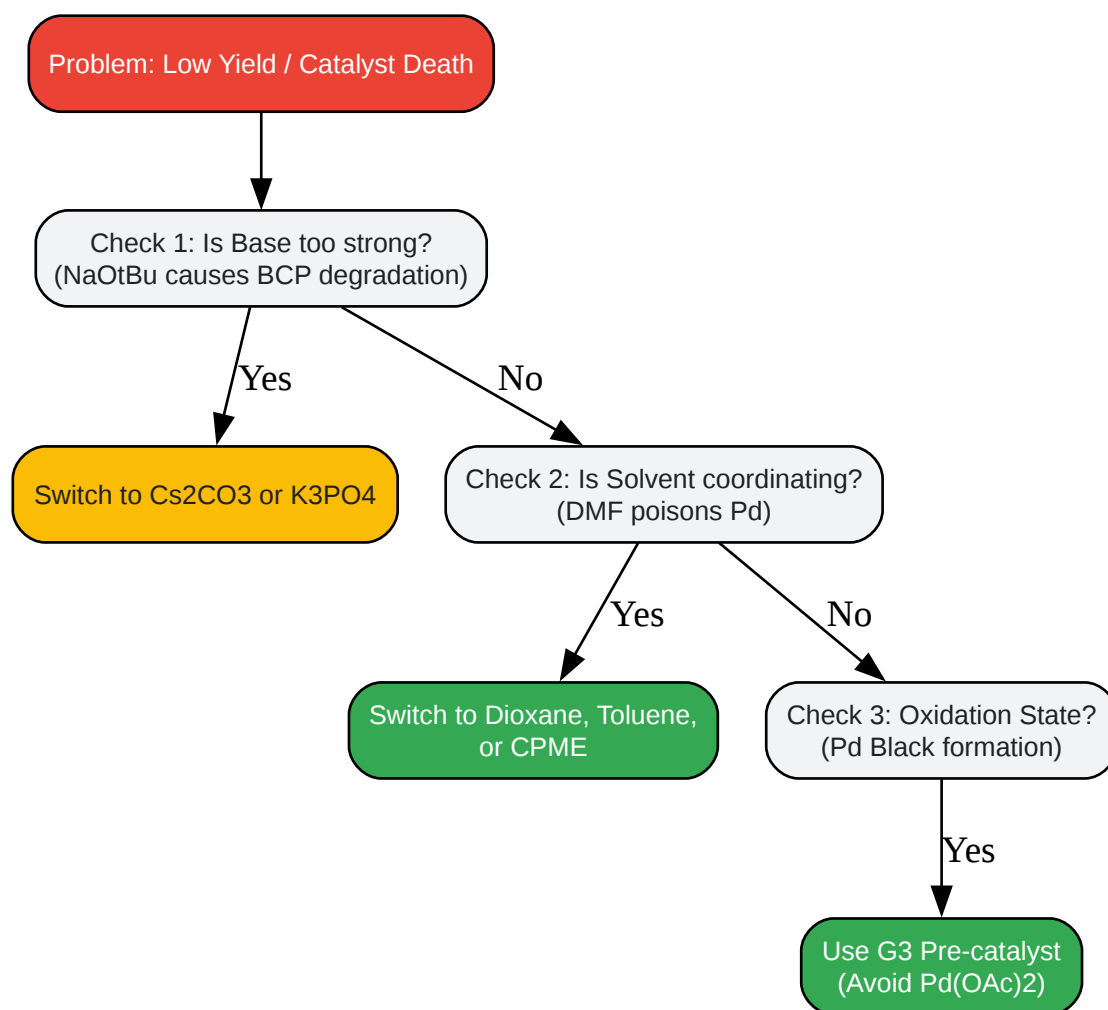 Problem: Low Yield / Catalyst Death
Check 1: Is Base too strong?
(NaOtBu causes BCP degradation)
Yes
No
Switch to Cs2CO3 or K3PO4
Check 2: Is Solvent coordinating?
(DMF poisons Pd)
Yes
No
Switch to Dioxane, Toluene,
or CPME
Check 3: Oxidation State?
(Pd Black formation)
Yes
Use G3 Pre-catalyst
(Avoid Pd(OAc)2)